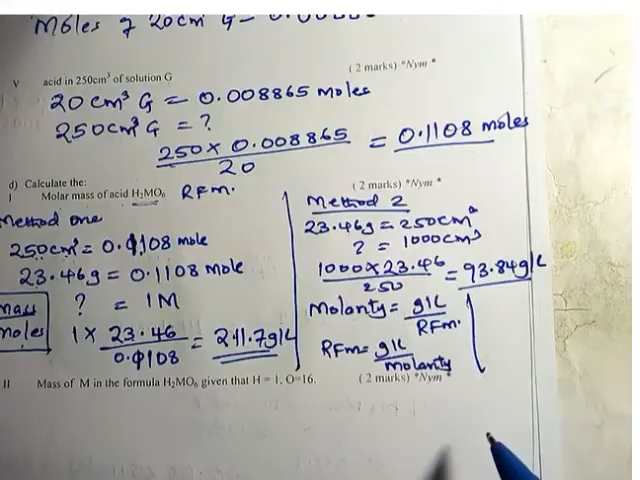 Moles of 20cm³ G =
V acid in 250cm³ of solution G (2 marks) *Nym*
20cm³ G = 0.008865 moles
250cm³ G = ?
250 x 0.008865 = 0.1108 moles
20
d) Calculate the:
I Molar mass of acid H₂MO₆ RFm. (2 marks) *Nym*
Method One
250cm³ = 0.1108 mole
23.46g = 0.1108 mole
mass ? = 1M
moles 1 x 23.46 = 211.7g/L
0.1108
Method 2
23.46g = 250cm³
? = 1000cm³
1000 x 23.46 = 93.84g/L
250
Molarity = g/L
RFm.
RFm = g/L
molarity
II Mass of M in the formula H₂MO₆ given that H = 1, O=16. (2 marks) *Nym*